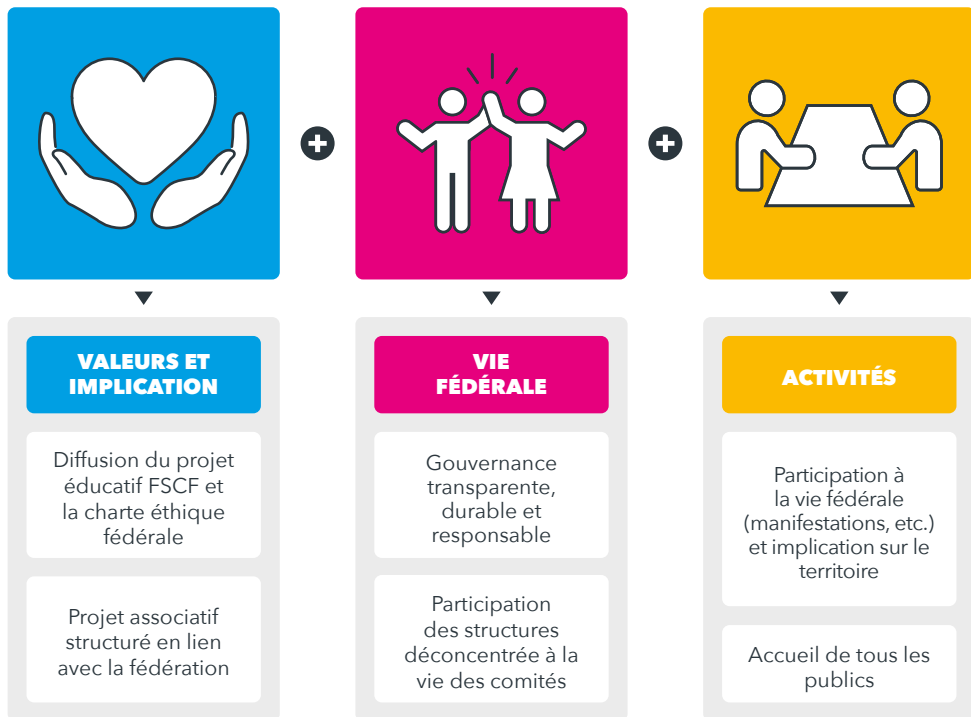 VALEURS ET
IMPLICATION
Diffusion du projet
éducatif FSCF et
la charte éthique
fédérale
Projet associatif
structuré en lien
avec la fédération
VIE
FÉDÉRALE
Gouvernance
transparente,
durable et
responsable
Participation
des structures
déconcentrée à la
vie des comités
ACTIVITÉS
Participation à
la vie fédérale
(manifestations, etc.)
et implication sur le
territoire
Accueil de tous les
publics